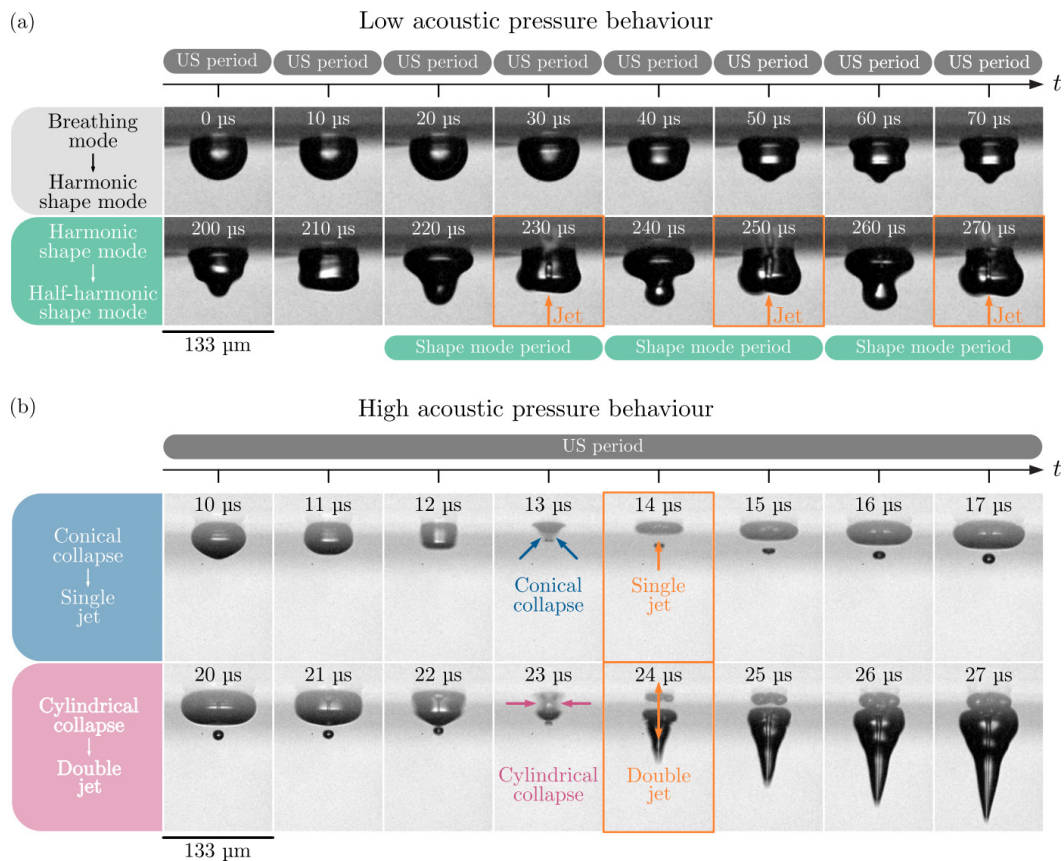 (a)
Low acoustic pressure behaviour
US period US period US period US period US period US period US period US period
t
Breathing
mode
↓
Harmonic
shape mode
0 µs 10 µs 20 µs 30 µs 40 µs 50 µs 60 µs 70 µs
Harmonic
shape mode
↓
Half-harmonic
shape mode
200 µs 210 µs 220 µs 230 µs 240 µs 250 µs 260 µs 270 µs
Jet Jet Jet
133 µm
Shape mode period Shape mode period Shape mode period
(b)
High acoustic pressure behaviour
US period
t
Conical
collapse
↓
Single
jet
10 µs 11 µs 12 µs 13 µs 14 µs 15 µs 16 µs 17 µs
Conical
collapse
Single
jet
Cylindrical
collapse
↓
Double
jet
20 µs 21 µs 22 µs 23 µs 24 µs 25 µs 26 µs 27 µs
Cylindrical
collapse
Double
jet
133 µm